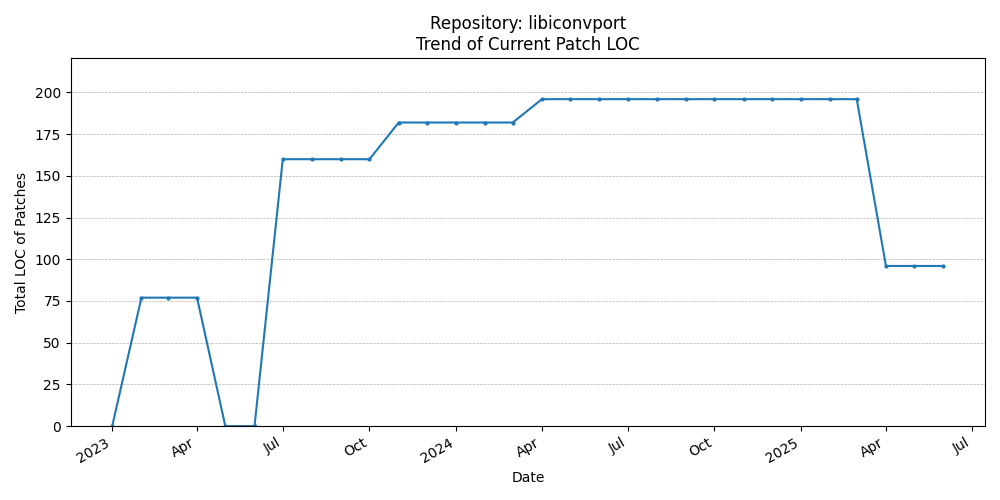 Repository: libiconvport
Trend of Current Patch LOC
Total LOC of Patches
200
175
150
125
100
75
50
25
0
2023
Apr
Jul
Oct
2024
Apr
Jul
Oct
2025
Apr
Jul
Date